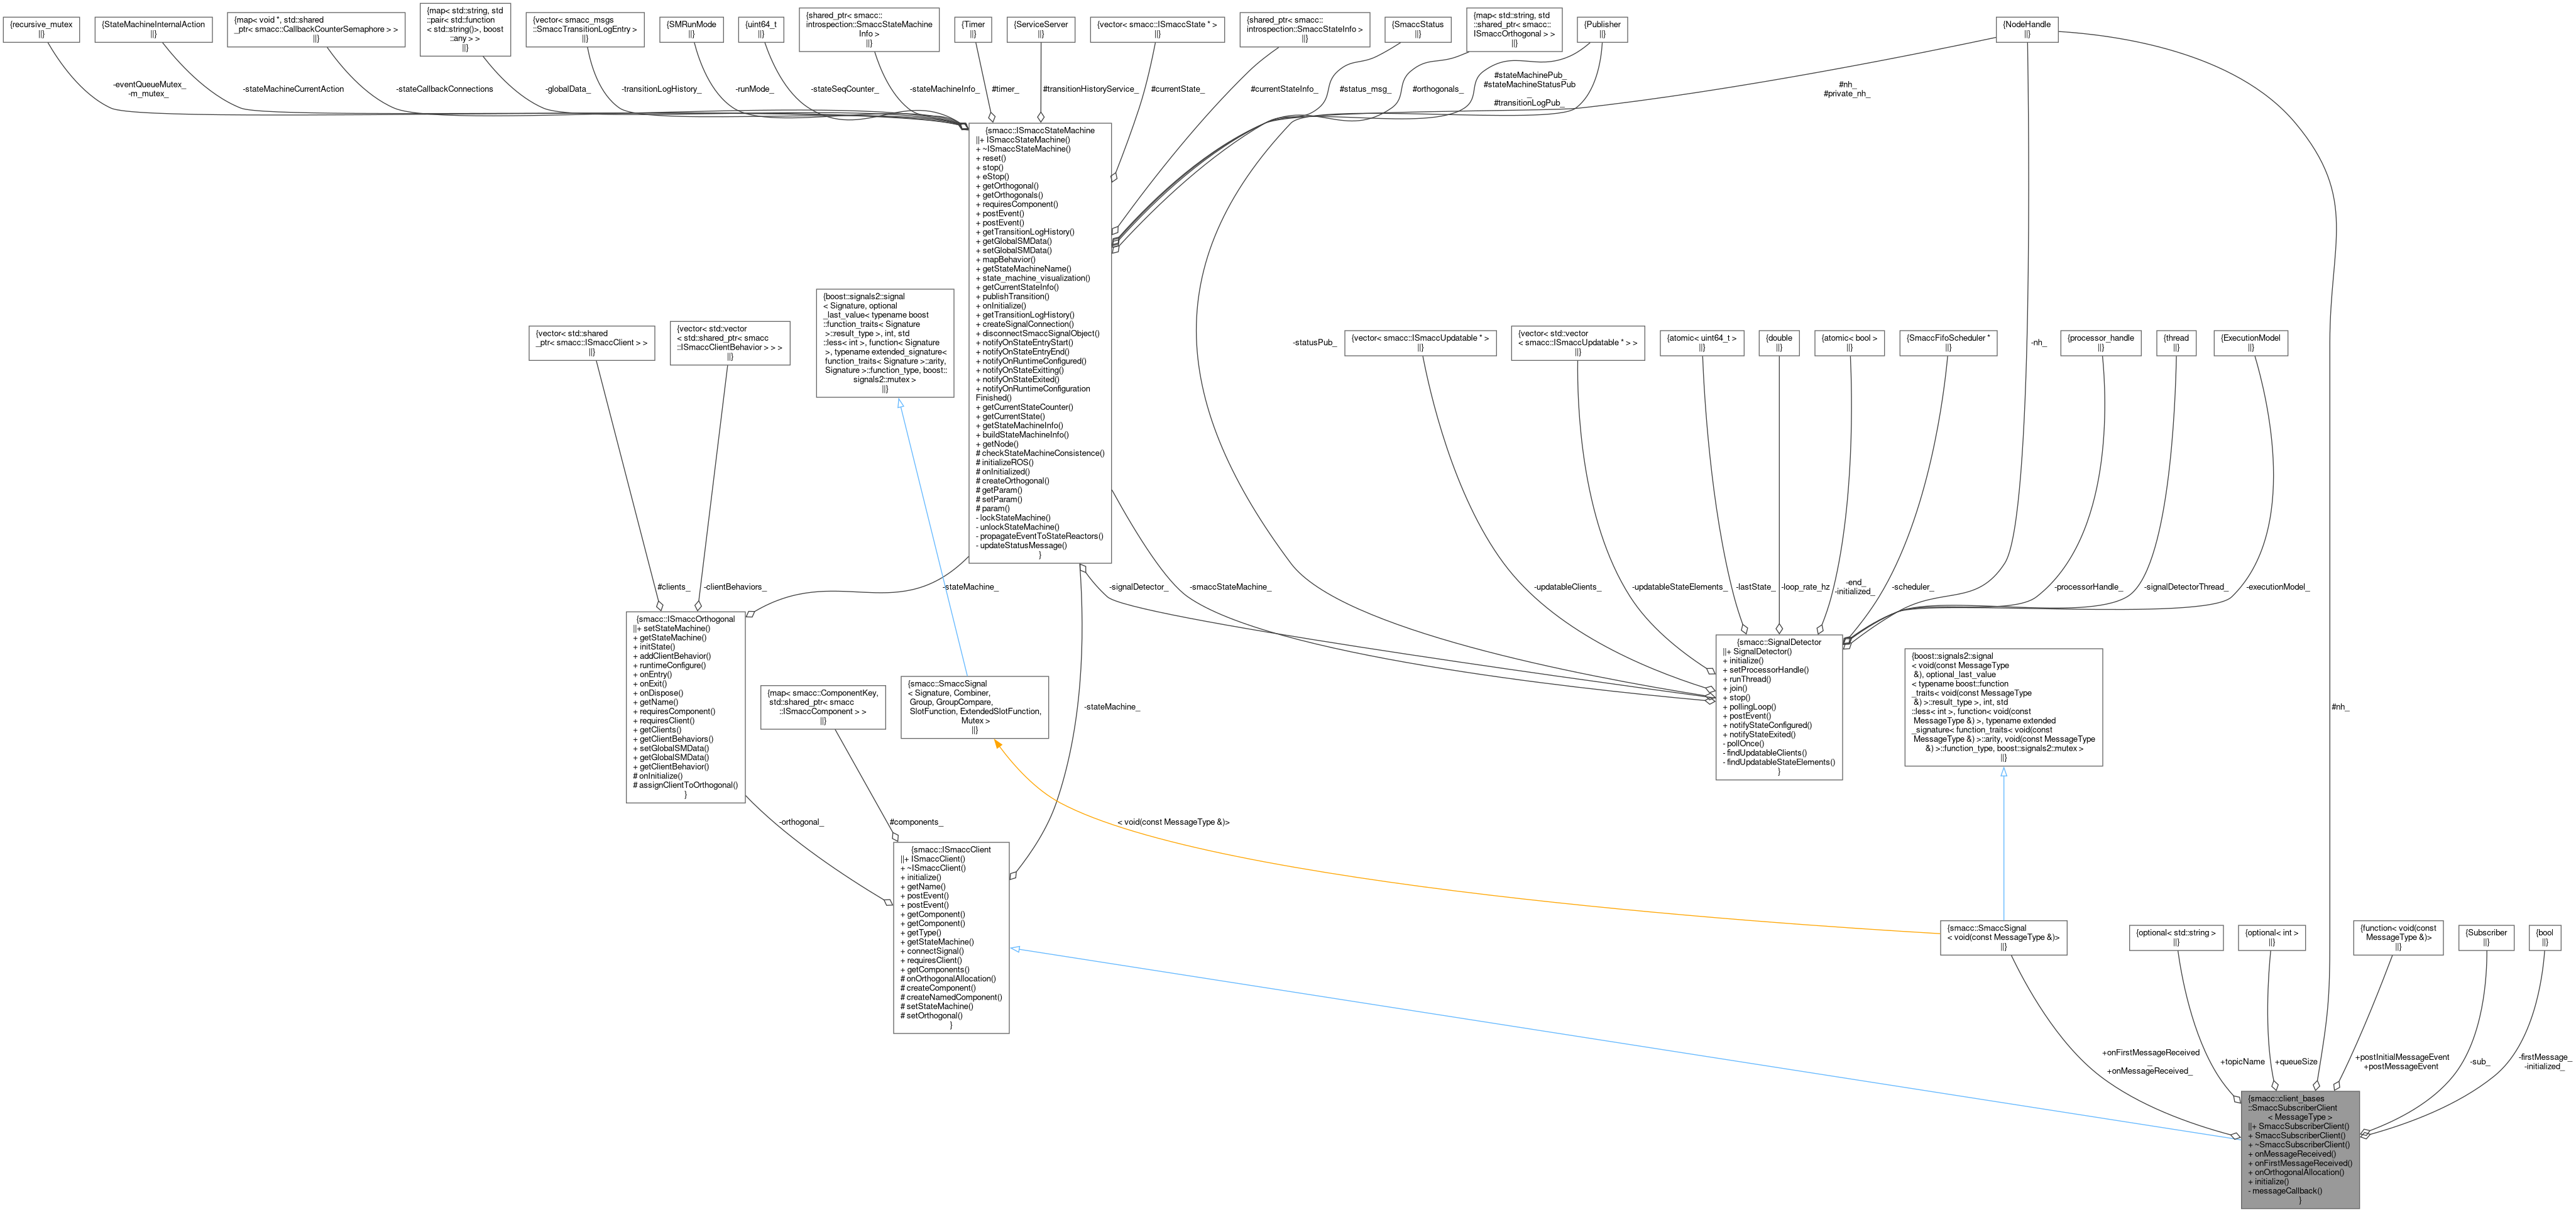 {recursive_mutex
||}
{StateMachineInternalAction
||}
{map< void *, std::shared
_ptr< smacc::CallbackCounterSemaphore > >
||}
{map< std::string, std
::pair< std::function
< std::string()>, boost
::any > >
||}
{vector< smacc_msgs
::SmaccTransitionLogEntry >
||}
{SMRunMode
||}
{uint64_t
||}
{shared_ptr< smacc::
introspection::SmaccStateMachine
Info >
||}
{Timer
||}
{ServiceServer
||}
{vector< smacc::ISmaccState * >
||}
{shared_ptr< smacc::
introspection::SmaccStateInfo >
||}
{SmaccStatus
||}
{map< std::string, std
::shared_ptr< smacc::
ISmaccOrthogonal > >
||}
{Publisher
||}
{NodeHandle
||}
-eventQueueMutex_
-m_mutex_
-stateMachineCurrentAction
-stateCallbackConnections
-globalData_
-transitionLogHistory_
-runMode_
-stateSeqCounter_
-stateMachineInfo_
#timer_
#transitionHistoryService_
#currentState_
#currentStateInfo_
#status_msg_
#orthogonals_
#stateMachinePub_
#stateMachineStatusPub
_
#transitionLogPub_
#nh_
#private_nh_
{smacc::ISmaccStateMachine
||+ ISmaccStateMachine()
+ ~ISmaccStateMachine()
+ reset()
+ stop()
+ eStop()
+ getOrthogonal()
+ getOrthogonals()
+ requiresComponent()
+ postEvent()
+ postEvent()
+ getTransitionLogHistory()
+ getGlobalSMData()
+ setGlobalSMData()
+ mapBehavior()
+ getStateMachineName()
+ state_machine_visualization()
+ getCurrentStateInfo()
+ publishTransition()
+ onInitialize()
+ getTransitionLogHistory()
+ createSignalConnection()
+ disconnectSmaccSignalObject()
+ notifyOnStateEntryStart()
+ notifyOnStateEntryEnd()
+ notifyOnRuntimeConfigured()
+ notifyOnStateExitting()
+ notifyOnStateExited()
+ notifyOnRuntimeConfiguration
Finished()
+ getCurrentStateCounter()
+ getCurrentState()
+ getStateMachineInfo()
+ buildStateMachineInfo()
+ getNode()
# checkStateMachineConsistence()
# initializeROS()
# onInitialized()
# createOrthogonal()
# getParam()
# setParam()
# param()
- lockStateMachine()
- unlockStateMachine()
- propagateEventToStateReactors()
- updateStatusMessage()
}
{boost::signals2::signal
< Signature, optional
_last_value< typename boost
::function_traits< Signature
>::result_type >, int, std
::less< int >, function< Signature
>, typename extended_signature<
function_traits< Signature >::arity,
Signature >::function_type, boost::
signals2::mutex >
||}
{vector< std::shared
_ptr< smacc::ISmaccClient > >
||}
{vector< std::vector
< std::shared_ptr< smacc
::ISmaccClientBehavior > > >
||}
{vector< smacc::ISmaccUpdatable * >
||}
{vector< std::vector
< smacc::ISmaccUpdatable * > >
||}
{atomic< uint64_t >
||}
{double
||}
{atomic< bool >
||}
{SmaccFifoScheduler *
||}
{processor_handle
||}
{thread
||}
{ExecutionModel
||}
-statusPub_
-nh_
#clients_
-clientBehaviors_
-stateMachine_
-signalDetector_
-smaccStateMachine_
-updatableClients_
-updatableStateElements_
-lastState_
-loop_rate_hz
-end_
-initialized_
-scheduler_
-processorHandle_
-signalDetectorThread_
-executionModel_
{smacc::ISmaccOrthogonal
||+ setStateMachine()
+ getStateMachine()
+ initState()
+ addClientBehavior()
+ runtimeConfigure()
+ onEntry()
+ onExit()
+ onDispose()
+ getName()
+ requiresComponent()
+ requiresClient()
+ getClients()
+ getClientBehaviors()
+ setGlobalSMData()
+ getGlobalSMData()
+ getClientBehavior()
# onInitialize()
# assignClientToOrthogonal()
}
{map< smacc::ComponentKey,
std::shared_ptr< smacc
::ISmaccComponent > >
||}
{smacc::SmaccSignal
< Signature, Combiner,
Group, GroupCompare,
SlotFunction, ExtendedSlotFunction,
Mutex >
||}
-stateMachine_
{smacc::SignalDetector
||+ SignalDetector()
+ initialize()
+ setProcessorHandle()
+ runThread()
+ join()
+ stop()
+ pollingLoop()
+ postEvent()
+ notifyStateConfigured()
+ notifyStateExited()
- pollOnce()
- findUpdatableClients()
- findUpdatableStateElements()
}
{boost::signals2::signal
< void(const MessageType
&), optional_last_value
< typename boost::function
_traits< void(const MessageType
&) >::result_type >, int, std
::less< int >, function< void(const
MessageType &) >, typename extended
_signature< function_traits< void(const
MessageType &) >::arity, void(const MessageType
&) >::function_type, boost::signals2::mutex >
||}
#nh_
-orthogonal_
#components_
< void(const MessageType &)>
{smacc::ISmaccClient
||+ ISmaccClient()
+ ~ISmaccClient()
+ initialize()
+ getName()
+ postEvent()
+ postEvent()
+ getComponent()
+ getComponent()
+ getType()
+ getStateMachine()
+ connectSignal()
+ requiresClient()
+ getComponents()
# onOrthogonalAllocation()
# createComponent()
# createNamedComponent()
# setStateMachine()
# setOrthogonal()
}
{smacc::SmaccSignal
< void(const MessageType &)>
||}
{optional< std::string >
||}
{optional< int >
||}
{function< void(const
MessageType &)>
||}
{Subscriber
||}
{bool
||}
+onFirstMessageReceived
_
+onMessageReceived_
+topicName
+queueSize
+postInitialMessageEvent
+postMessageEvent
-sub_
-firstMessage_
-initialized_
{smacc::client_bases
::SmaccSubscriberClient
< MessageType >
||+ SmaccSubscriberClient()
+ SmaccSubscriberClient()
+ ~SmaccSubscriberClient()
+ onMessageReceived()
+ onFirstMessageReceived()
+ onOrthogonalAllocation()
+ initialize()
- messageCallback()
}